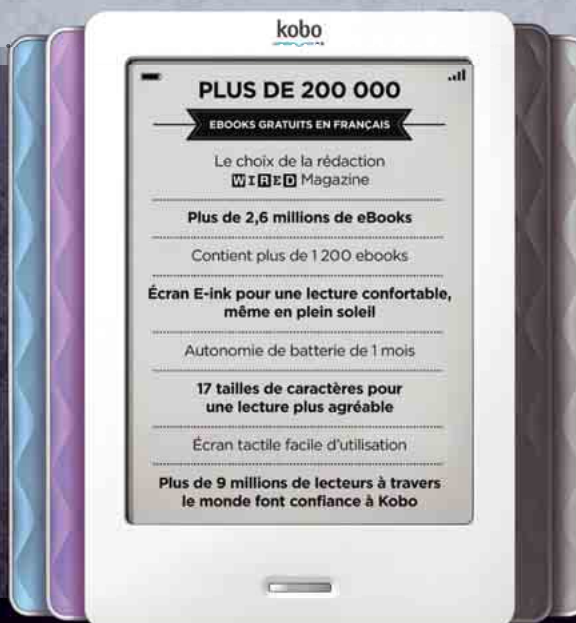 kobo
PLUS DE 200 000
EBOOKS GRATUITS EN FRANÇAIS
Le choix de la rédaction
WIRED Magazine
Plus de 2,6 millions de eBooks
Contient plus de 1 200 ebooks
Écran E-ink pour une lecture confortable,
même en plein soleil
Autonomie de batterie de 1 mois
17 tailles de caractères pour
une lecture plus agréable
Écran tactile facile d'utilisation
Plus de 9 millions de lecteurs à travers
le monde font confiance à Kobo